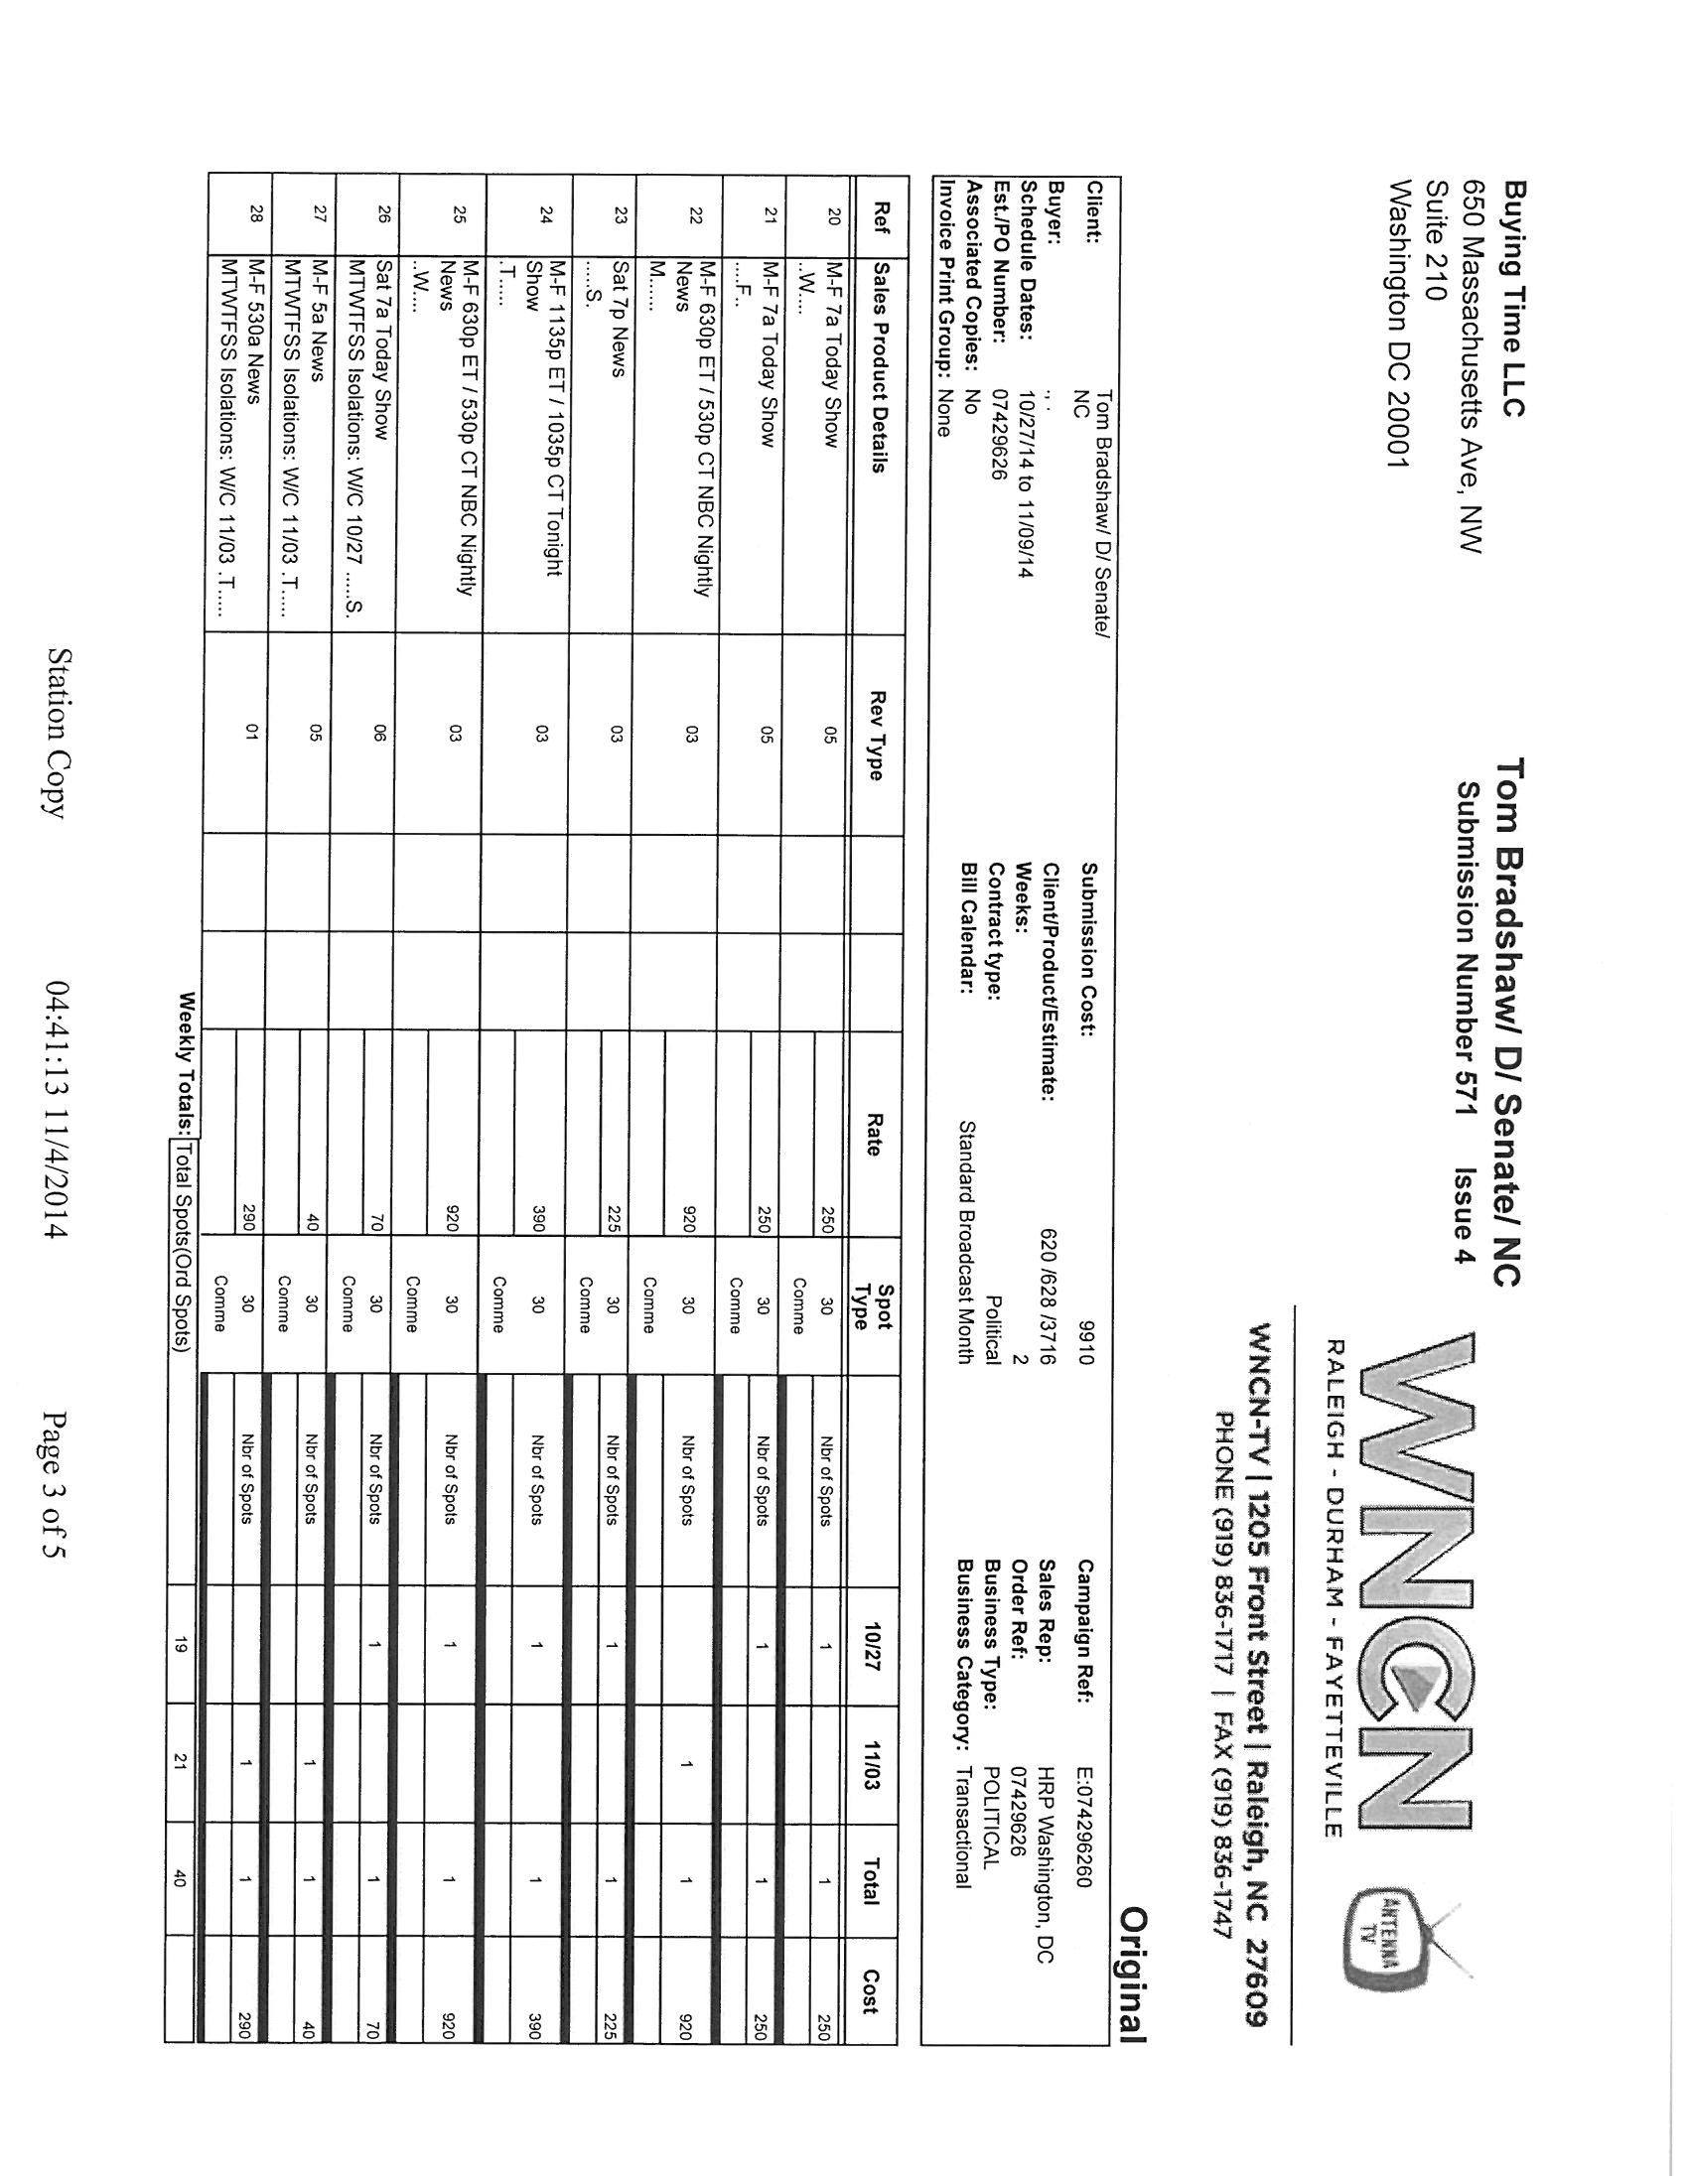 Buying Time LLC
650 Massachusetts Ave, NW
Suite 210
Washington DC 20001
Tom Bradshaw/ D/ Senate/ NC
Submission Number 571 Issue 4
WNCN
RALEIGH - DURHAM - FAYETTEVILLE
ANTENNA
TV
WNCN-TV | 1205 Front Street | Raleigh, NC 27609
PHONE (919) 836-1717 | FAX (919) 836-1747
Original
Client: Tom Bradshaw/ D/ Senate/
NC
Buyer: ., .
Schedule Dates: 10/27/14 to 11/09/14
Est./PO Number: 07429626
Associated Copies: No
Invoice Print Group: None
Submission Cost: 9910
Client/Product/Estimate: 620 /628 /3716
Weeks: 2
Contract type: Political
Bill Calendar: Standard Broadcast Month
Campaign Ref: E:074296260
Sales Rep: HRP Washington, DC
Order Ref: 07429626
Business Type: POLITICAL
Business Category: Transactional
Ref Sales Product Details Rev Type Rate Spot Type 10/27 11/03 Total Cost
20 M-F 7a Today Show 05 250 30 Nbr of Spots 1 1 250
..W.... Comme
21 M-F 7a Today Show 05 250 30 Nbr of Spots 1 1 250
....F.. Comme
22 M-F 630p ET / 530p CT NBC Nightly 03 920 30 Nbr of Spots 1 1 920
News
M...... Comme
23 Sat 7p News 03 225 30 Nbr of Spots 1 1 225
.....S. Comme
24 M-F 1135p ET / 1035p CT Tonight 03 390 30 Nbr of Spots 1 1 390
Show
.T..... Comme
25 M-F 630p ET / 530p CT NBC Nightly 03 920 30 Nbr of Spots 1 1 920
News
..W.... Comme
26 Sat 7a Today Show 06 70 30 Nbr of Spots 1 1 70
MTWTFSS Isolations: W/C 10/27 .....S. Comme
27 M-F 5a News 05 40 30 Nbr of Spots 1 1 40
MTWTFSS Isolations: W/C 11/03 .T..... Comme
28 M-F 530a News 01 290 30 Nbr of Spots 1 1 290
MTWTFSS Isolations: W/C 11/03 .T..... Comme
Weekly Totals: Total Spots(Ord Spots) 19 21 40
Station Copy 04:41:13 11/4/2014 Page 3 of 5